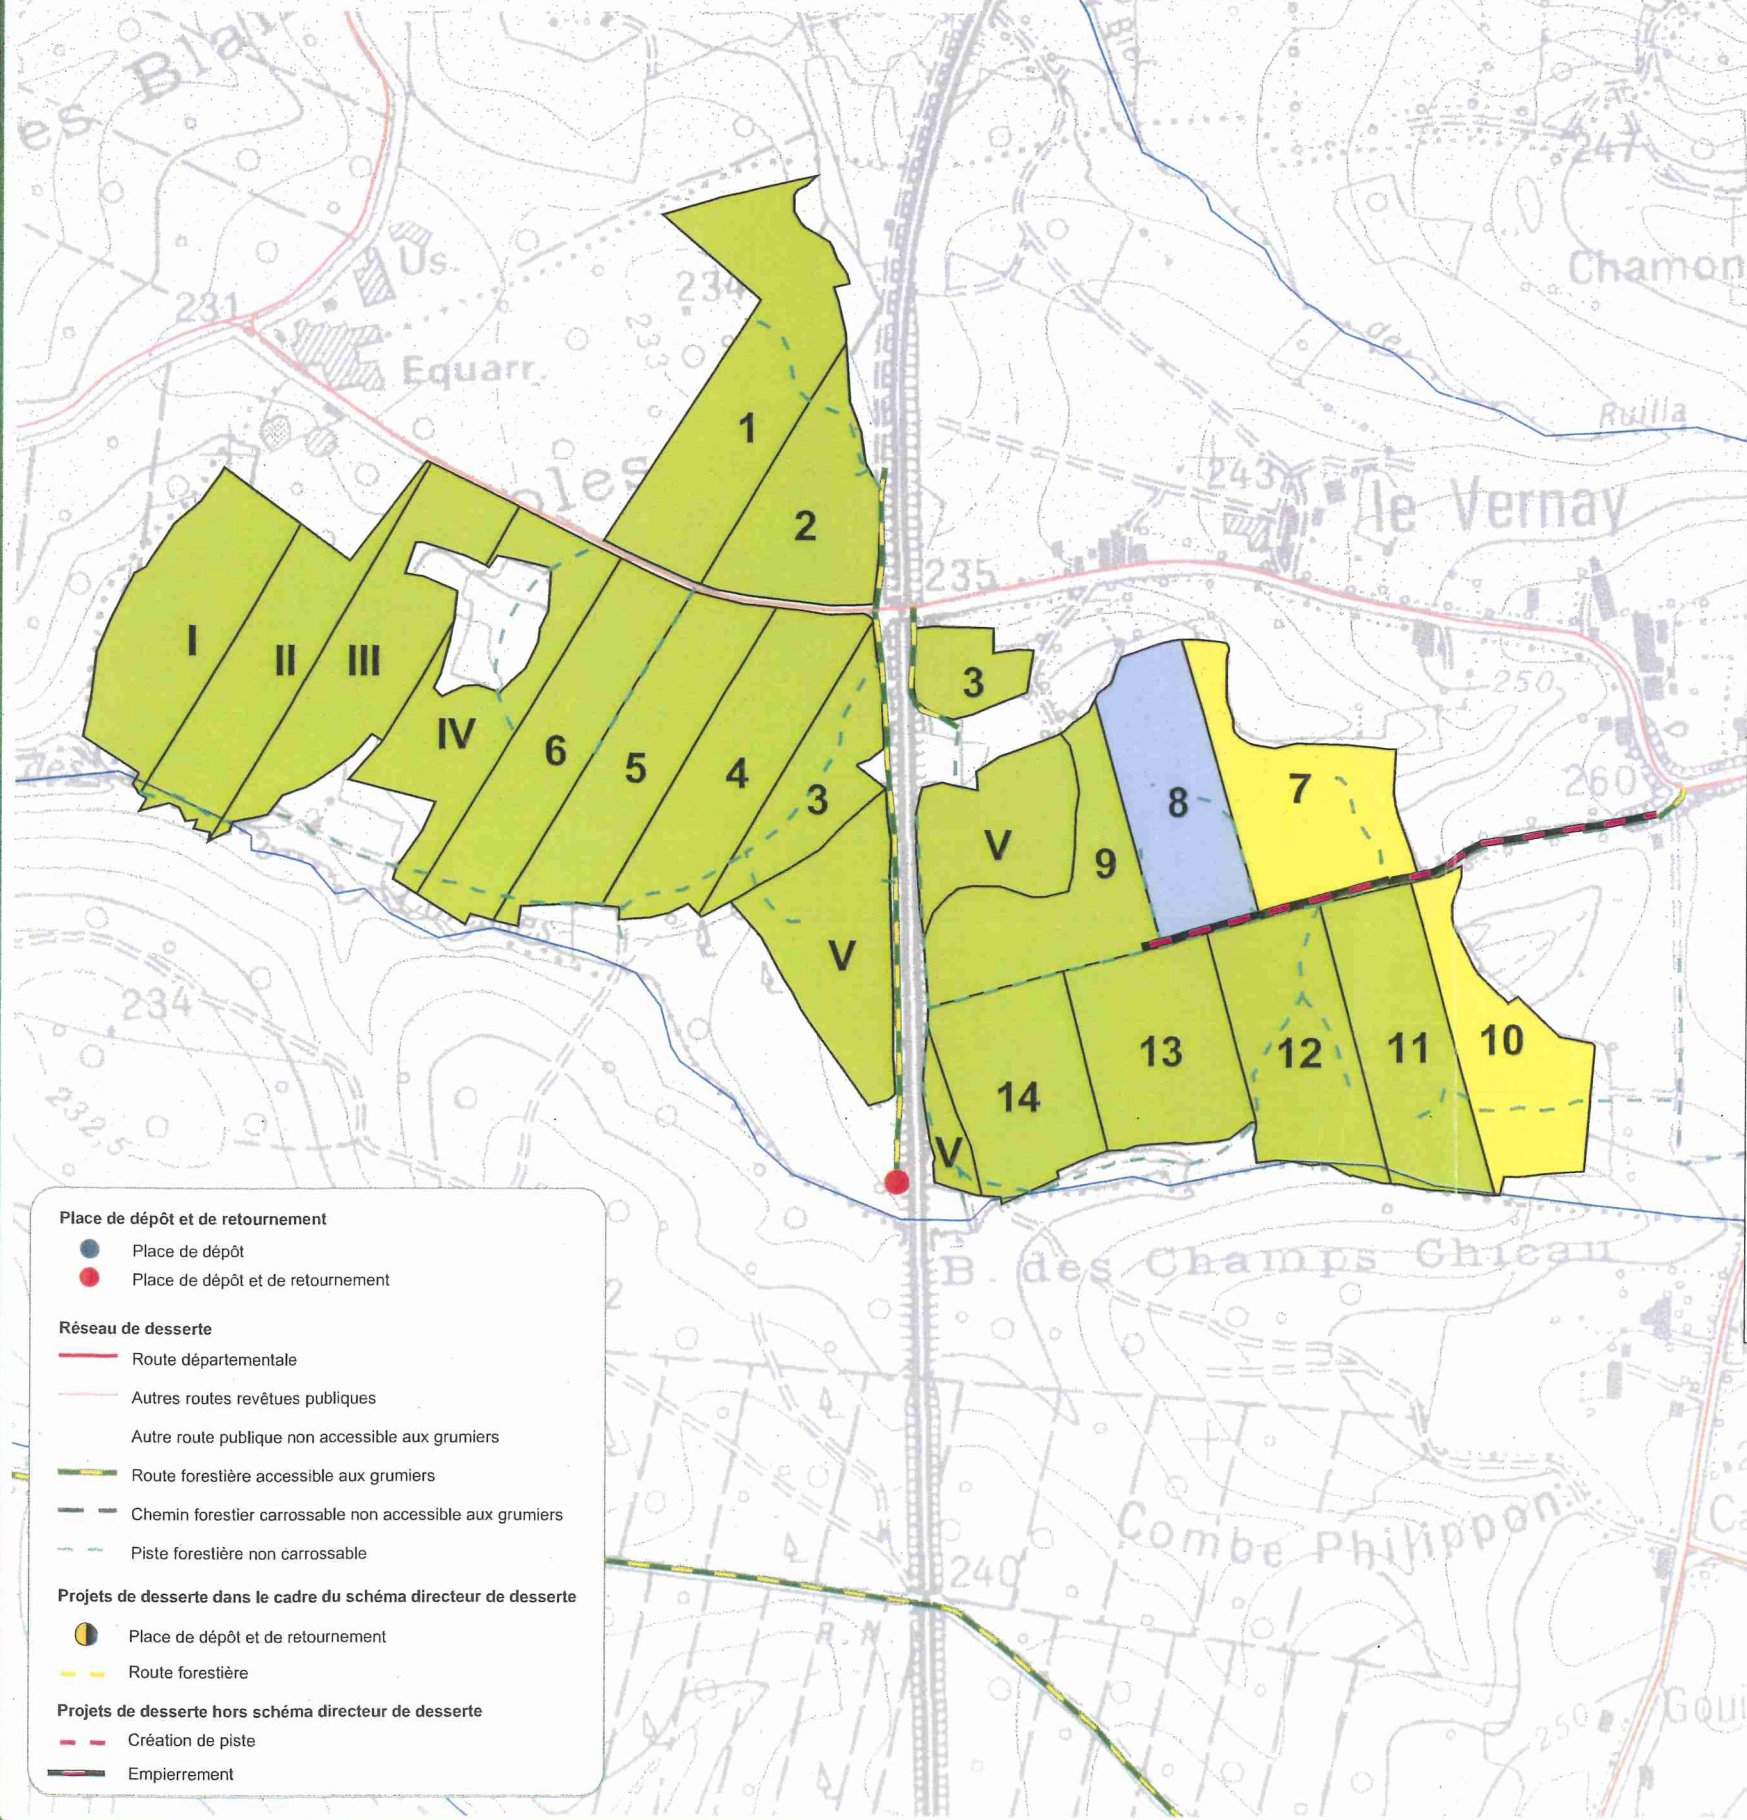 es Blan
Us.
231
234
233
Equarr.
oles
247
Chamon
de
Ruilla
243
le Vernay
235
250
260
des
1
2
I
II
III
IV
6
5
4
3
V
3
V
9
8
7
14
13
12
11
10
V
234
232,5
B. des Champs Chicau
Combe Philippon
240
R.N
250
Gou
Place de dépôt et de retournement
Place de dépôt
Place de dépôt et de retournement
Réseau de desserte
Route départementale
Autres routes revêtues publiques
Autre route publique non accessible aux grumiers
Route forestière accessible aux grumiers
Chemin forestier carrossable non accessible aux grumiers
Piste forestière non carrossable
Projets de desserte dans le cadre du schéma directeur de desserte
Place de dépôt et de retournement
Route forestière
Projets de desserte hors schéma directeur de desserte
Création de piste
Empierrement